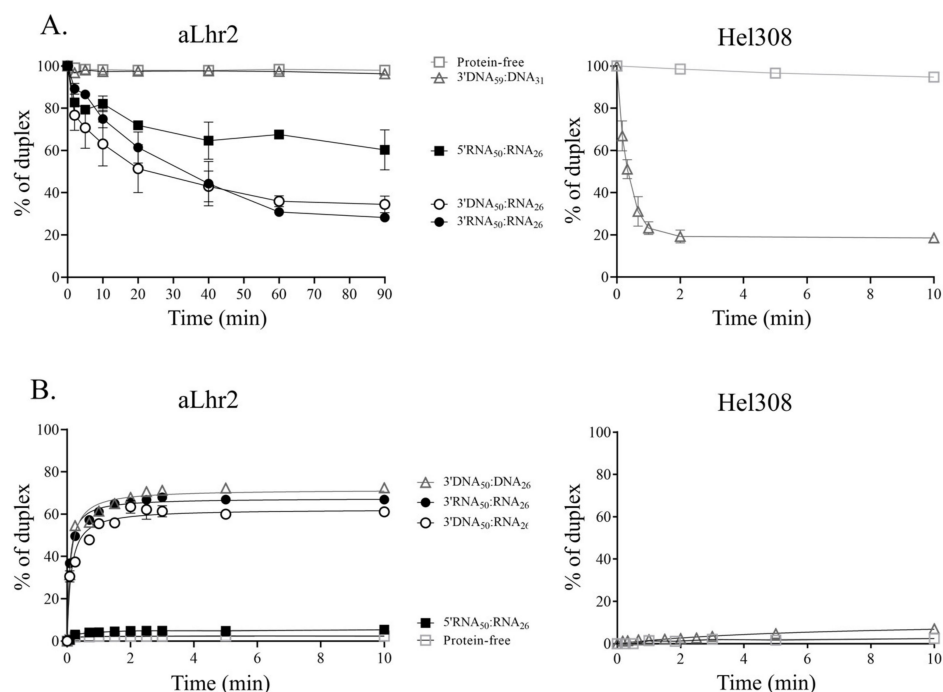 A.
aLhr2
% of duplex
100
80
60
40
20
0
0 10 20 30 40 50 60 70 80 90
Time (min)
Protein-free
3'DNA₅₉:DNA₃₁
5'RNA₅₀:RNA₂₆
3'DNA₅₀:RNA₂₆
3'RNA₅₀:RNA₂₆
Hel308
% of duplex
100
80
60
40
20
0
0 2 4 6 8 10
Time (min)
B.
aLhr2
% of duplex
100
80
60
40
20
0
0 2 4 6 8 10
Time (min)
3'DNA₅₀:DNA₂₆
3'RNA₅₀:RNA₂₆
3'DNA₅₀:RNA₂₆
5'RNA₅₀:RNA₂₆
Protein-free
Hel308
% of duplex
100
80
60
40
20
0
0 2 4 6 8 10
Time (min)